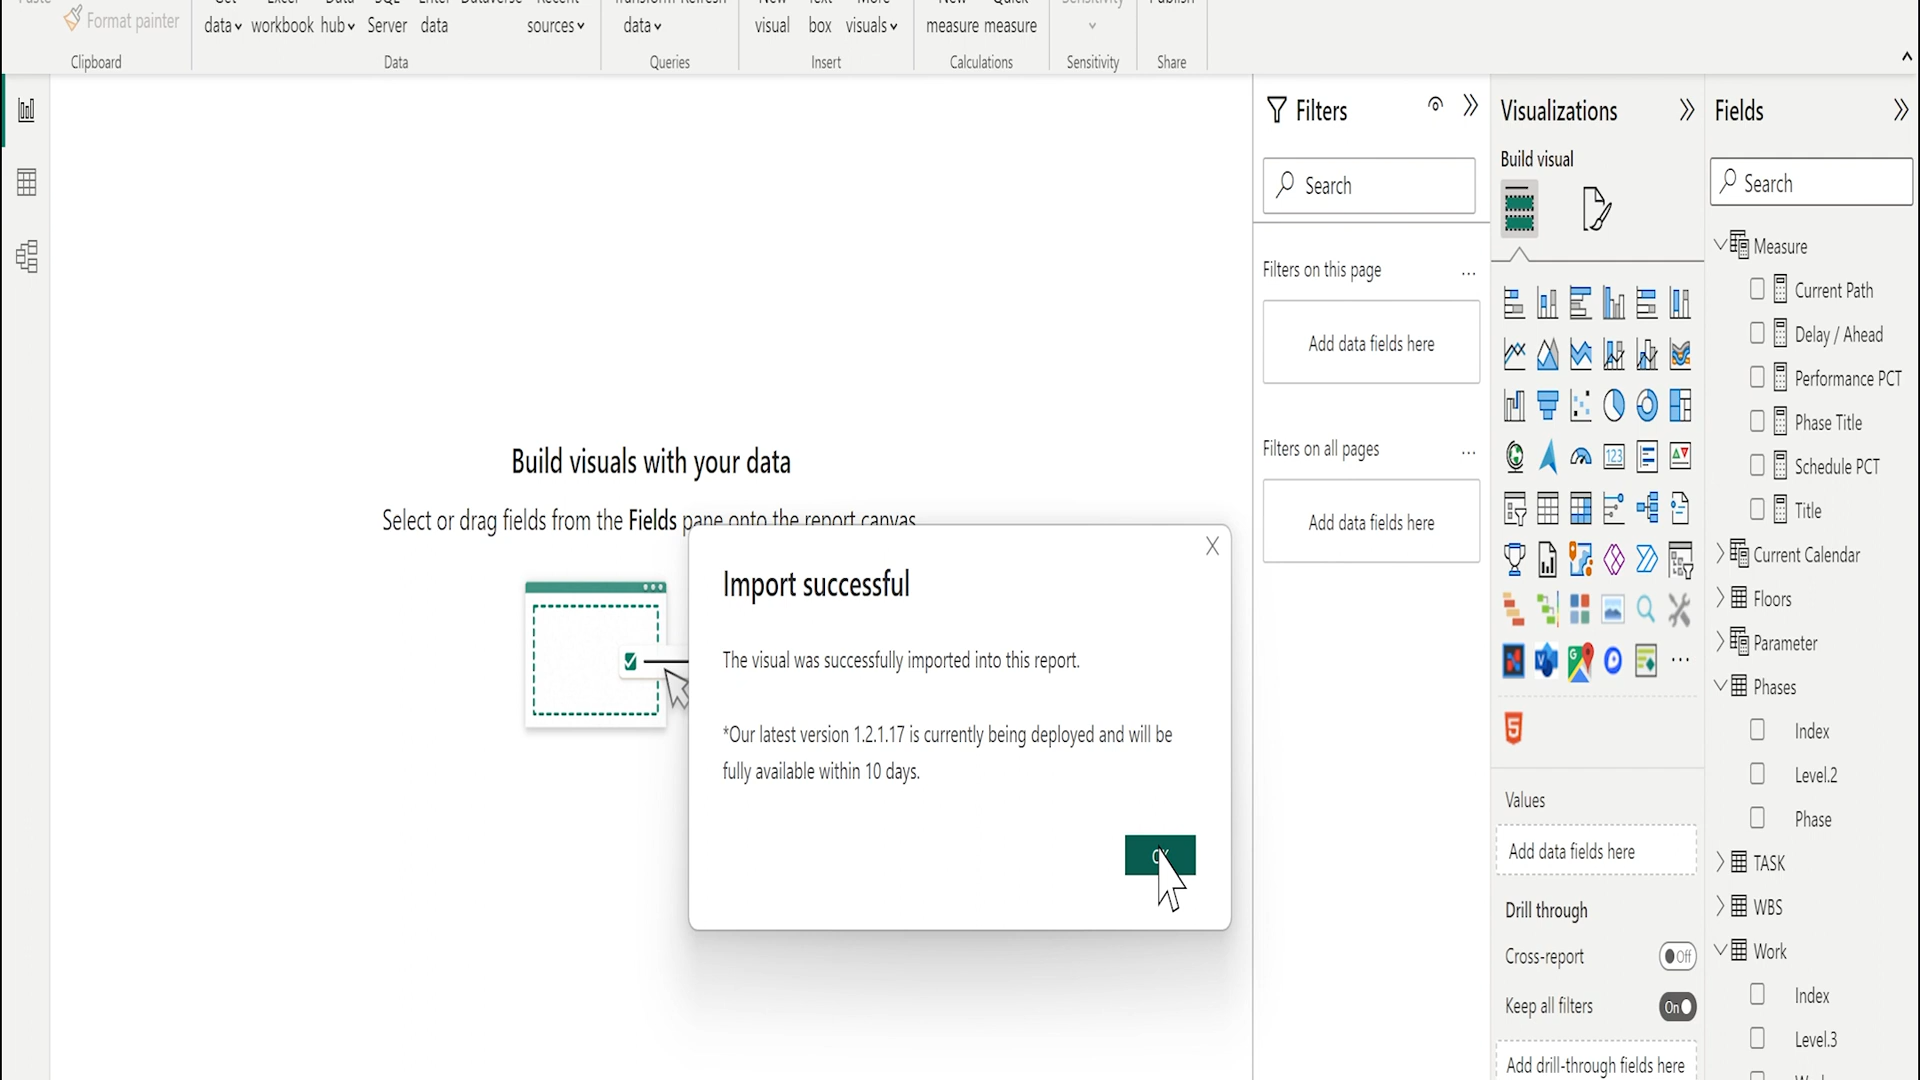 Format painter
data
workbook
hub
Server
data
sources
data
visual
box
visuals
measure
measure
Clipboard
Data
Queries
Insert
Calculations
Sensitivity
Share
Filters
Search
Filters on this page
...
Add data fields here
Filters on all pages
...
Add data fields here
Visualizations
Build visual
123
Values
Add data fields here
Drill through
Cross-report
Off
Keep all filters
On
Add drill-through fields here
Fields
Search
Measure
Current Path
Delay / Ahead
Performance PCT
Phase Title
Schedule PCT
Title
Current Calendar
Floors
Parameter
Phases
Index
Level.2
Phase
TASK
WBS
Work
Index
Level.3
Build visuals with your data
Select or drag fields from the Fields pane onto the report canvas
Import successful
The visual was successfully imported into this report.
*Our latest version 1.2.1.17 is currently being deployed and will be
fully available within 10 days.
OK